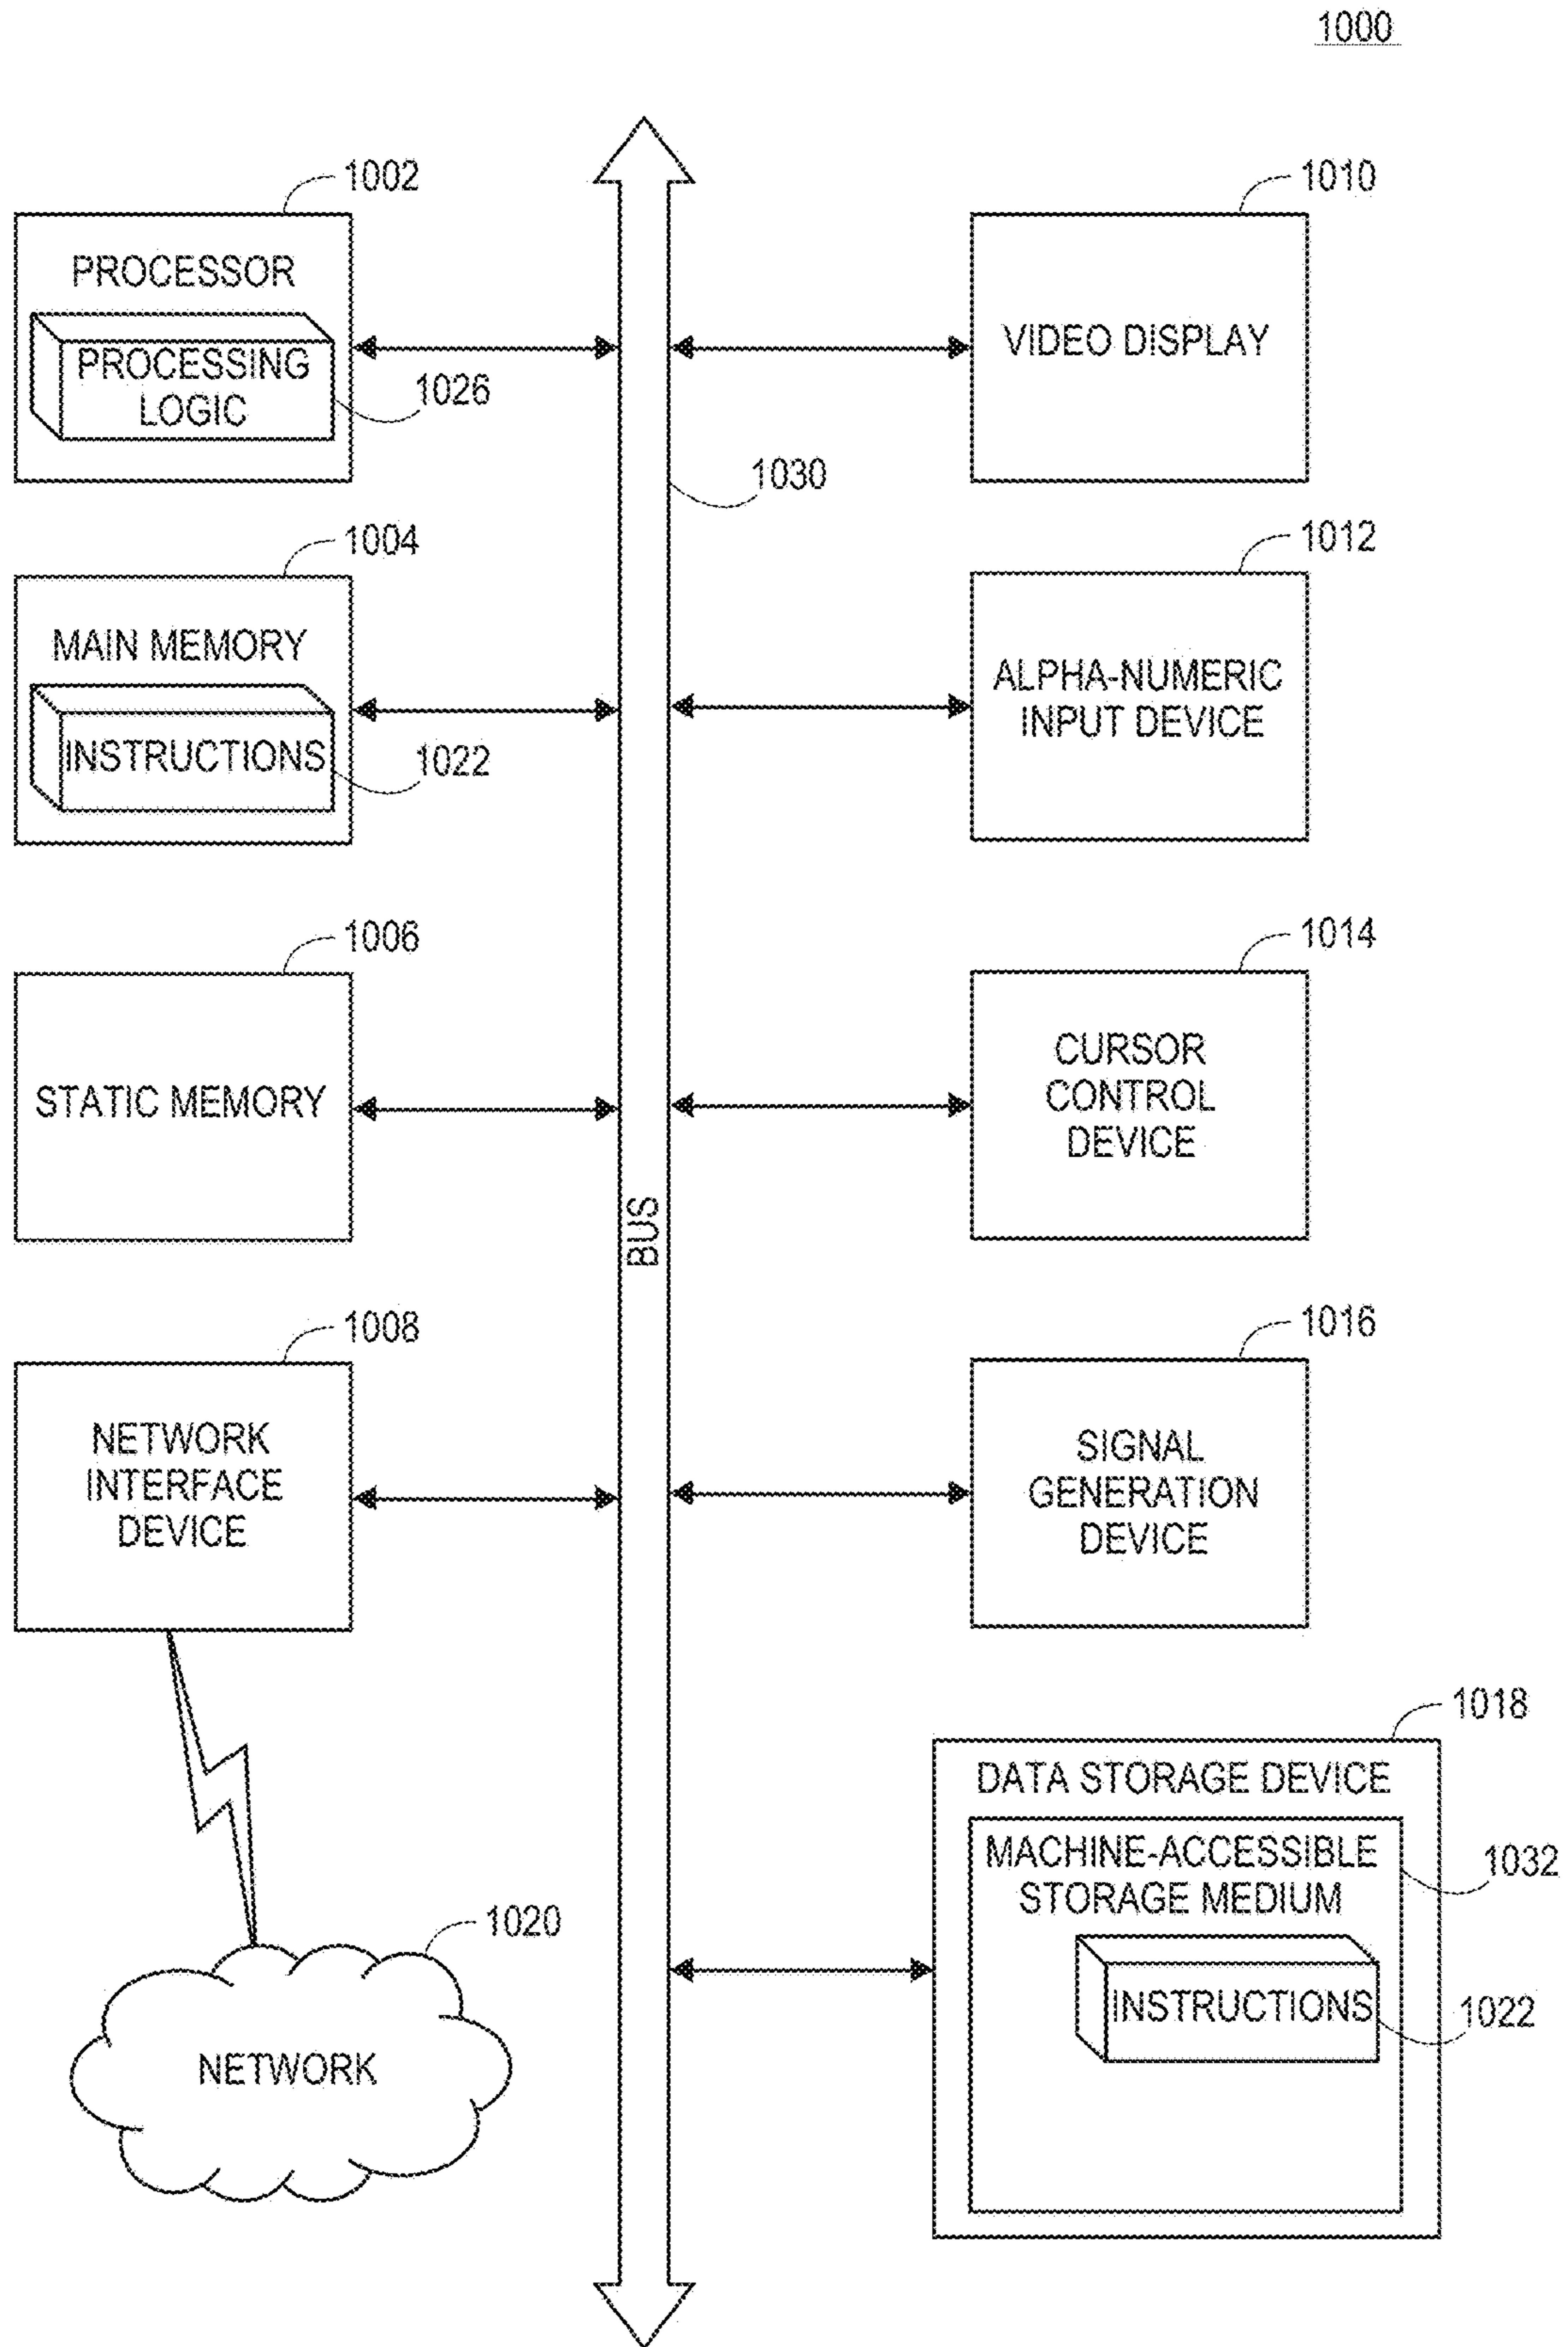 1000
1002
PROCESSOR
PROCESSING
LOGIC
1026
1004
MAIN MEMORY
INSTRUCTIONS
1022
1006
STATIC MEMORY
1008
NETWORK
INTERFACE
DEVICE
1020
NETWORK
1030
BUS
1010
VIDEO DISPLAY
1012
ALPHA-NUMERIC
INPUT DEVICE
1014
CURSOR
CONTROL
DEVICE
1016
SIGNAL
GENERATION
DEVICE
1018
DATA STORAGE DEVICE
MACHINE-ACCESSIBLE
STORAGE MEDIUM
1032
INSTRUCTIONS
1022